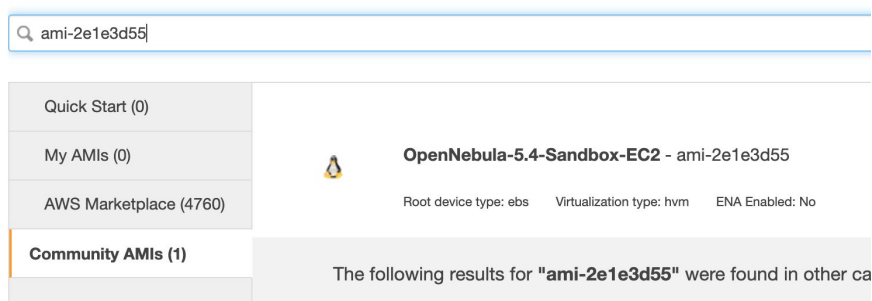 ami-2e1e3d55
Quick Start (0)
My AMIs (0)
AWS Marketplace (4760)
Community AMIs (1)
OpenNebula-5.4-Sandbox-EC2 - ami-2e1e3d55
Root device type: ebs Virtualization type: hvm ENA Enabled: No
The following results for "ami-2e1e3d55" were found in other ca